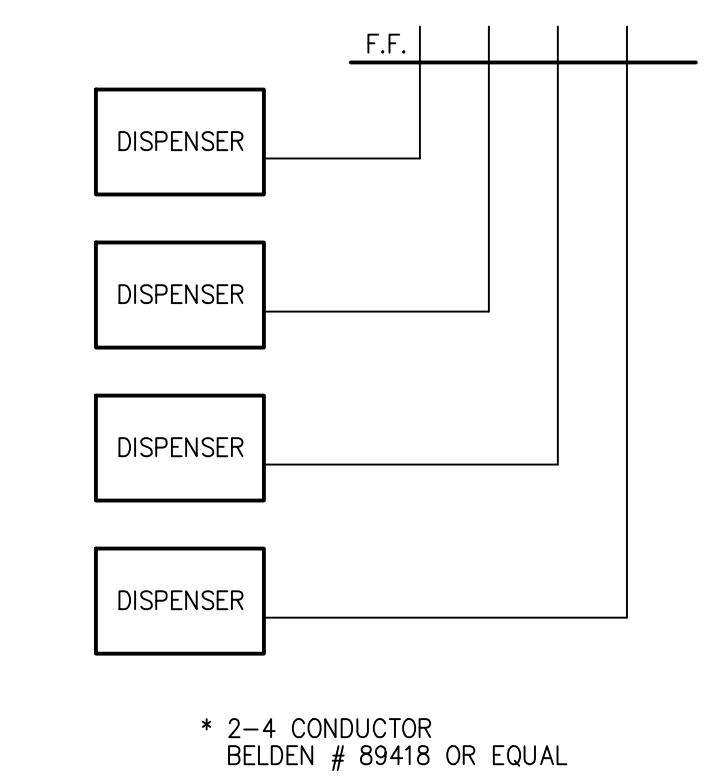 F.F.
DISPENSER
DISPENSER
DISPENSER
DISPENSER
* 2-4 CONDUCTOR
BELDEN # 89418 OR EQUAL